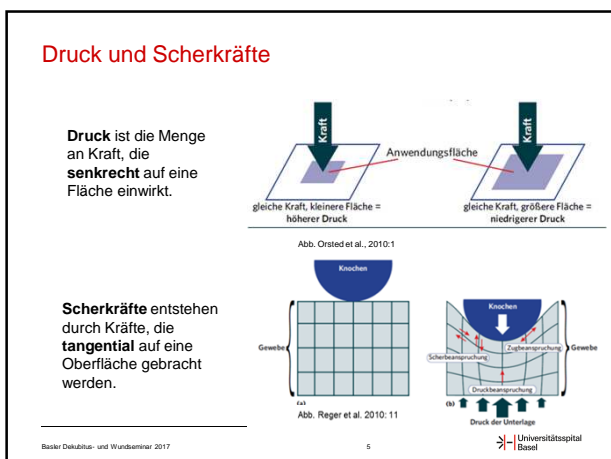 Druck und Scherkräfte
Druck ist die Menge
an Kraft, die
senkrecht auf eine
Fläche einwirkt.
Kraft
Kraft
Anwendungsfläche
gleiche Kraft, kleinere Fläche =
höherer Druck
gleiche Kraft, größere Fläche =
niedrigerer Druck
Abb. Orsted et al., 2010:1
Scherkräfte entstehen
durch Kräfte, die
tangential auf eine
Oberfläche gebracht
werden.
Knochen
Gewebe
(a)
Abb. Reger et al. 2010: 11
Knochen
Zugbeanspruchung
Scherbeanspruchung
Gewebe
Druckbeanspruchung
(b)
Druck der Unterlage
Basler Dekubitus- und Wundseminar 2017
5
Universitätsspital
Basel